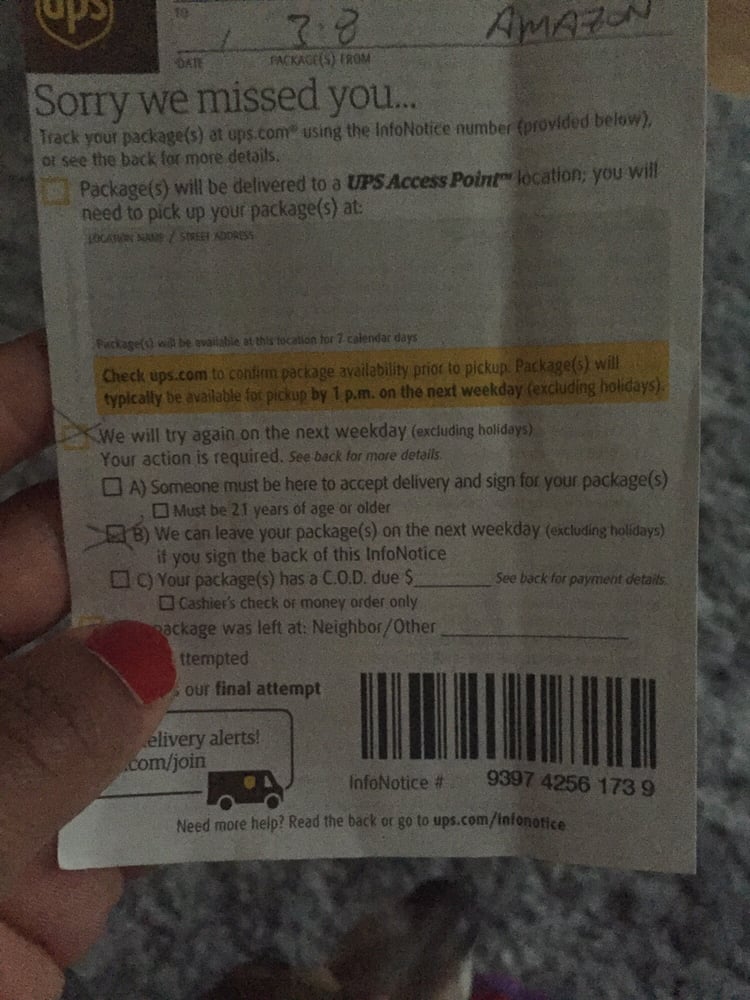 ups
TO
3·8 AMAZON
DATE PACKAGE(S) FROM
Sorry we missed you...
Track your package(s) at ups.com® using the InfoNotice number (provided below),
or see the back for more details.
Package(s) will be delivered to a UPS Access Point™ location; you will
need to pick up your package(s) at:
LOCATION NAME / STREET ADDRESS
Package(s) will be available at this location for 7 calendar days
Check ups.com to confirm package availability prior to pickup. Package(s) will
typically be available for pickup by 1 p.m. on the next weekday (excluding holidays).
We will try again on the next weekday (excluding holidays)
Your action is required. See back for more details.
A) Someone must be here to accept delivery and sign for your package(s)
Must be 21 years of age or older
B) We can leave your package(s) on the next weekday (excluding holidays)
if you sign the back of this InfoNotice
C) Your package(s) has a C.O.D. due $ See back for payment details.
Cashier's check or money order only
package was left at: Neighbor/Other
ttempted
our final attempt
elivery alerts!
.com/join
InfoNotice # 9397 4256 173 9
Need more help? Read the back or go to ups.com/infonotice